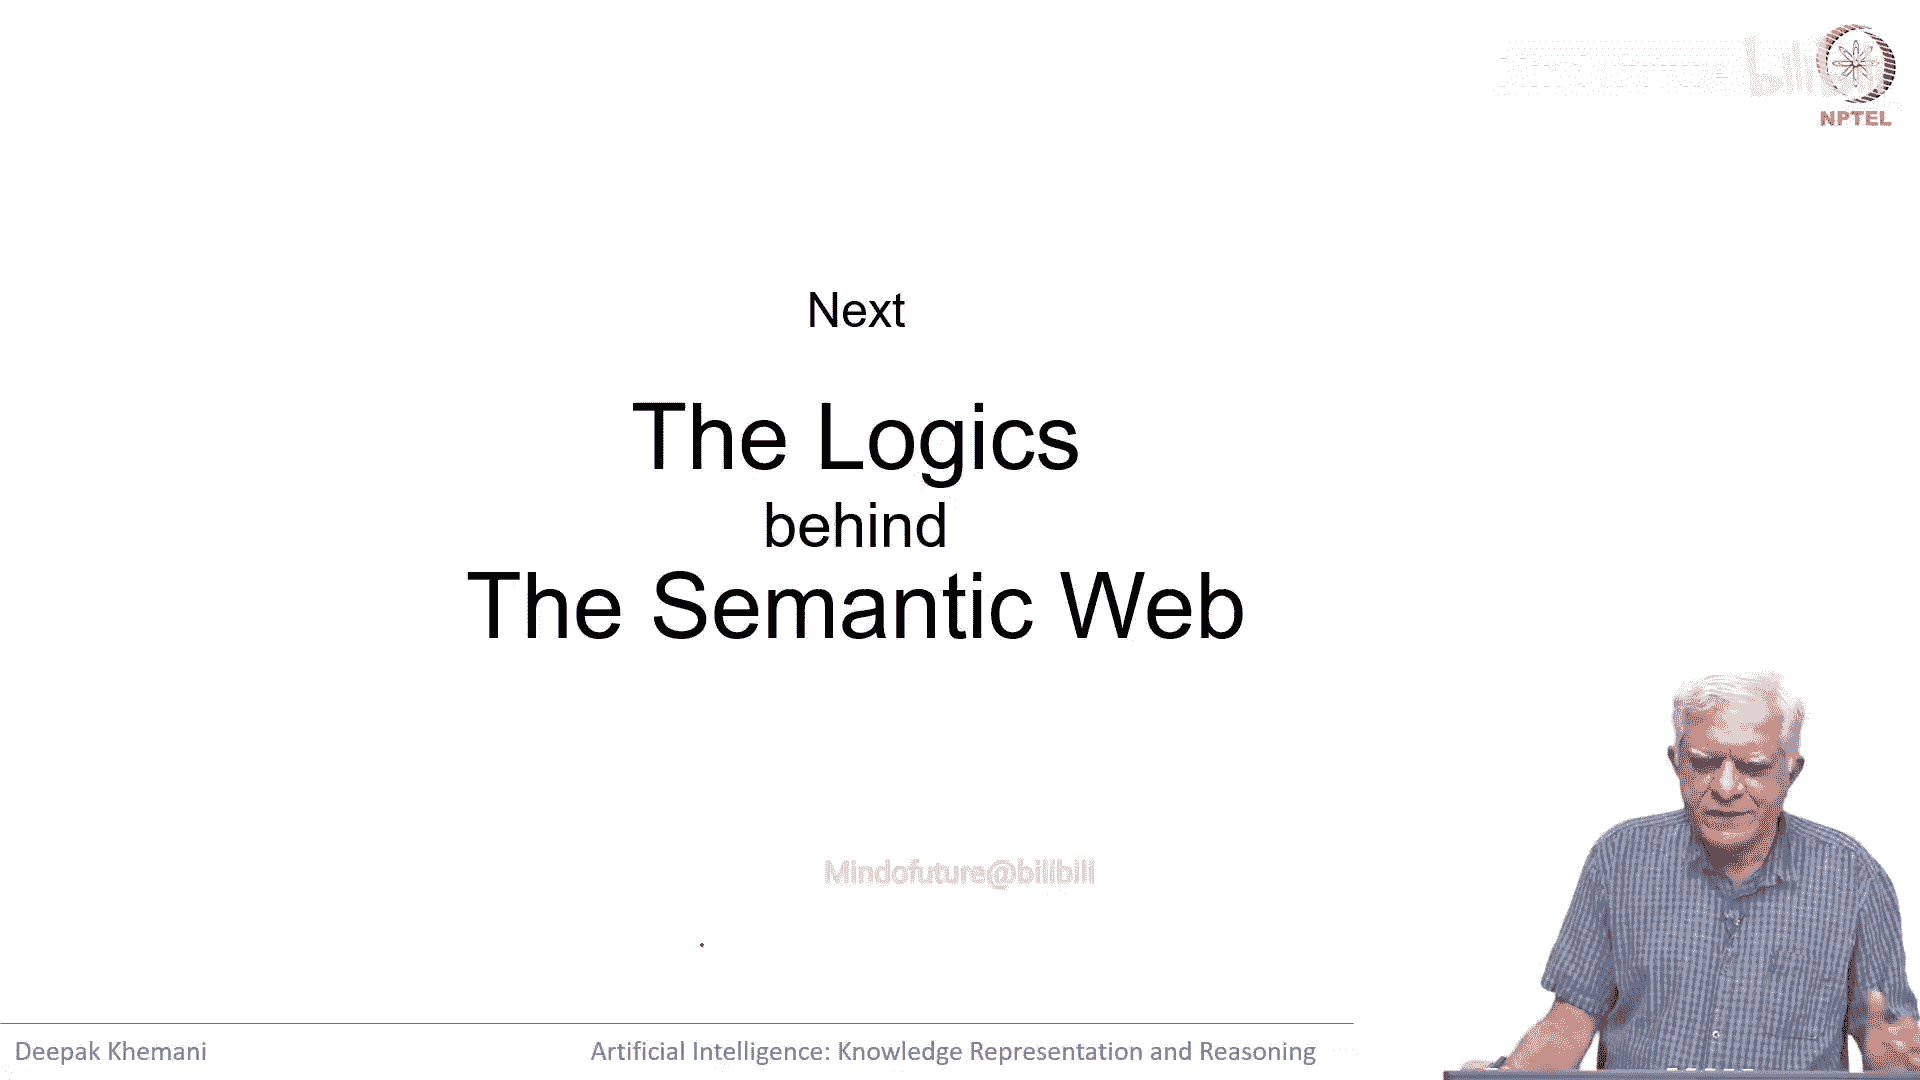 NPTEL
Next
The Logics
behind
The Semantic Web
Mindofuture@bilibili
Deepak Khemani
Artificial Intelligence: Knowledge Representation and Reasoning